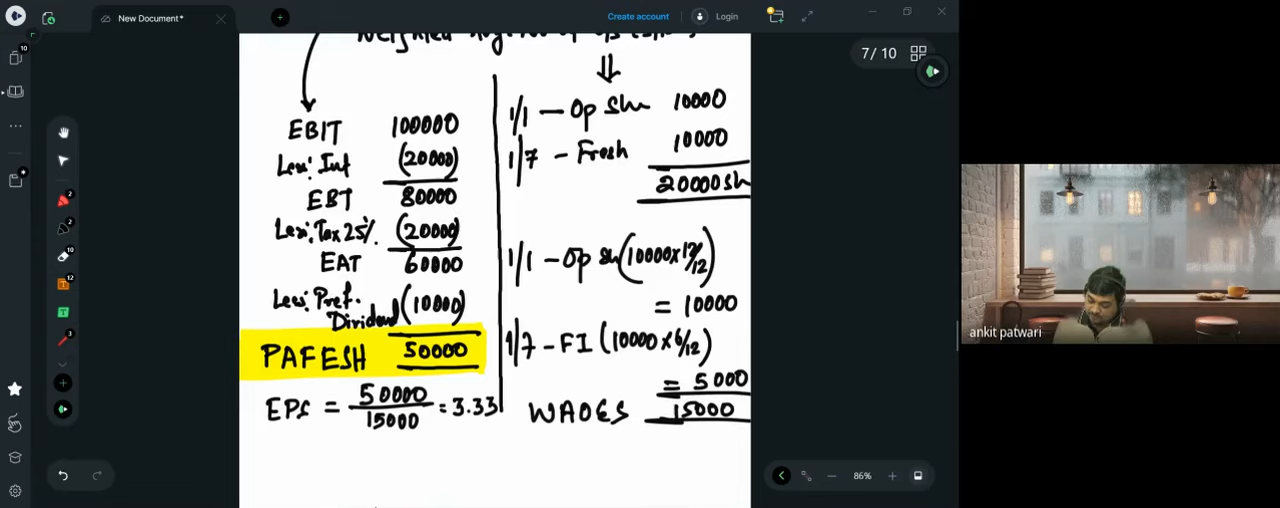 New Document*
Create account
Login
7/10
Weighted
EBIT 100000
Less: Int (20000)
EBT 80000
Less: Tax 25%. (20000)
EAT 60000
Less: Pref. Dividend (10000)
PAFESH 50000
EPS = 50000/15000 = 3.33
1/1 — Op Sh 10000
1/7 - Fresh 10000
20000 Sh
1/1 - Op Sh (10000 x 12/12)
= 10000
1/7 - FI (10000 x 6/12)
= 5000
WAOES 15000
ankit patwari
86%